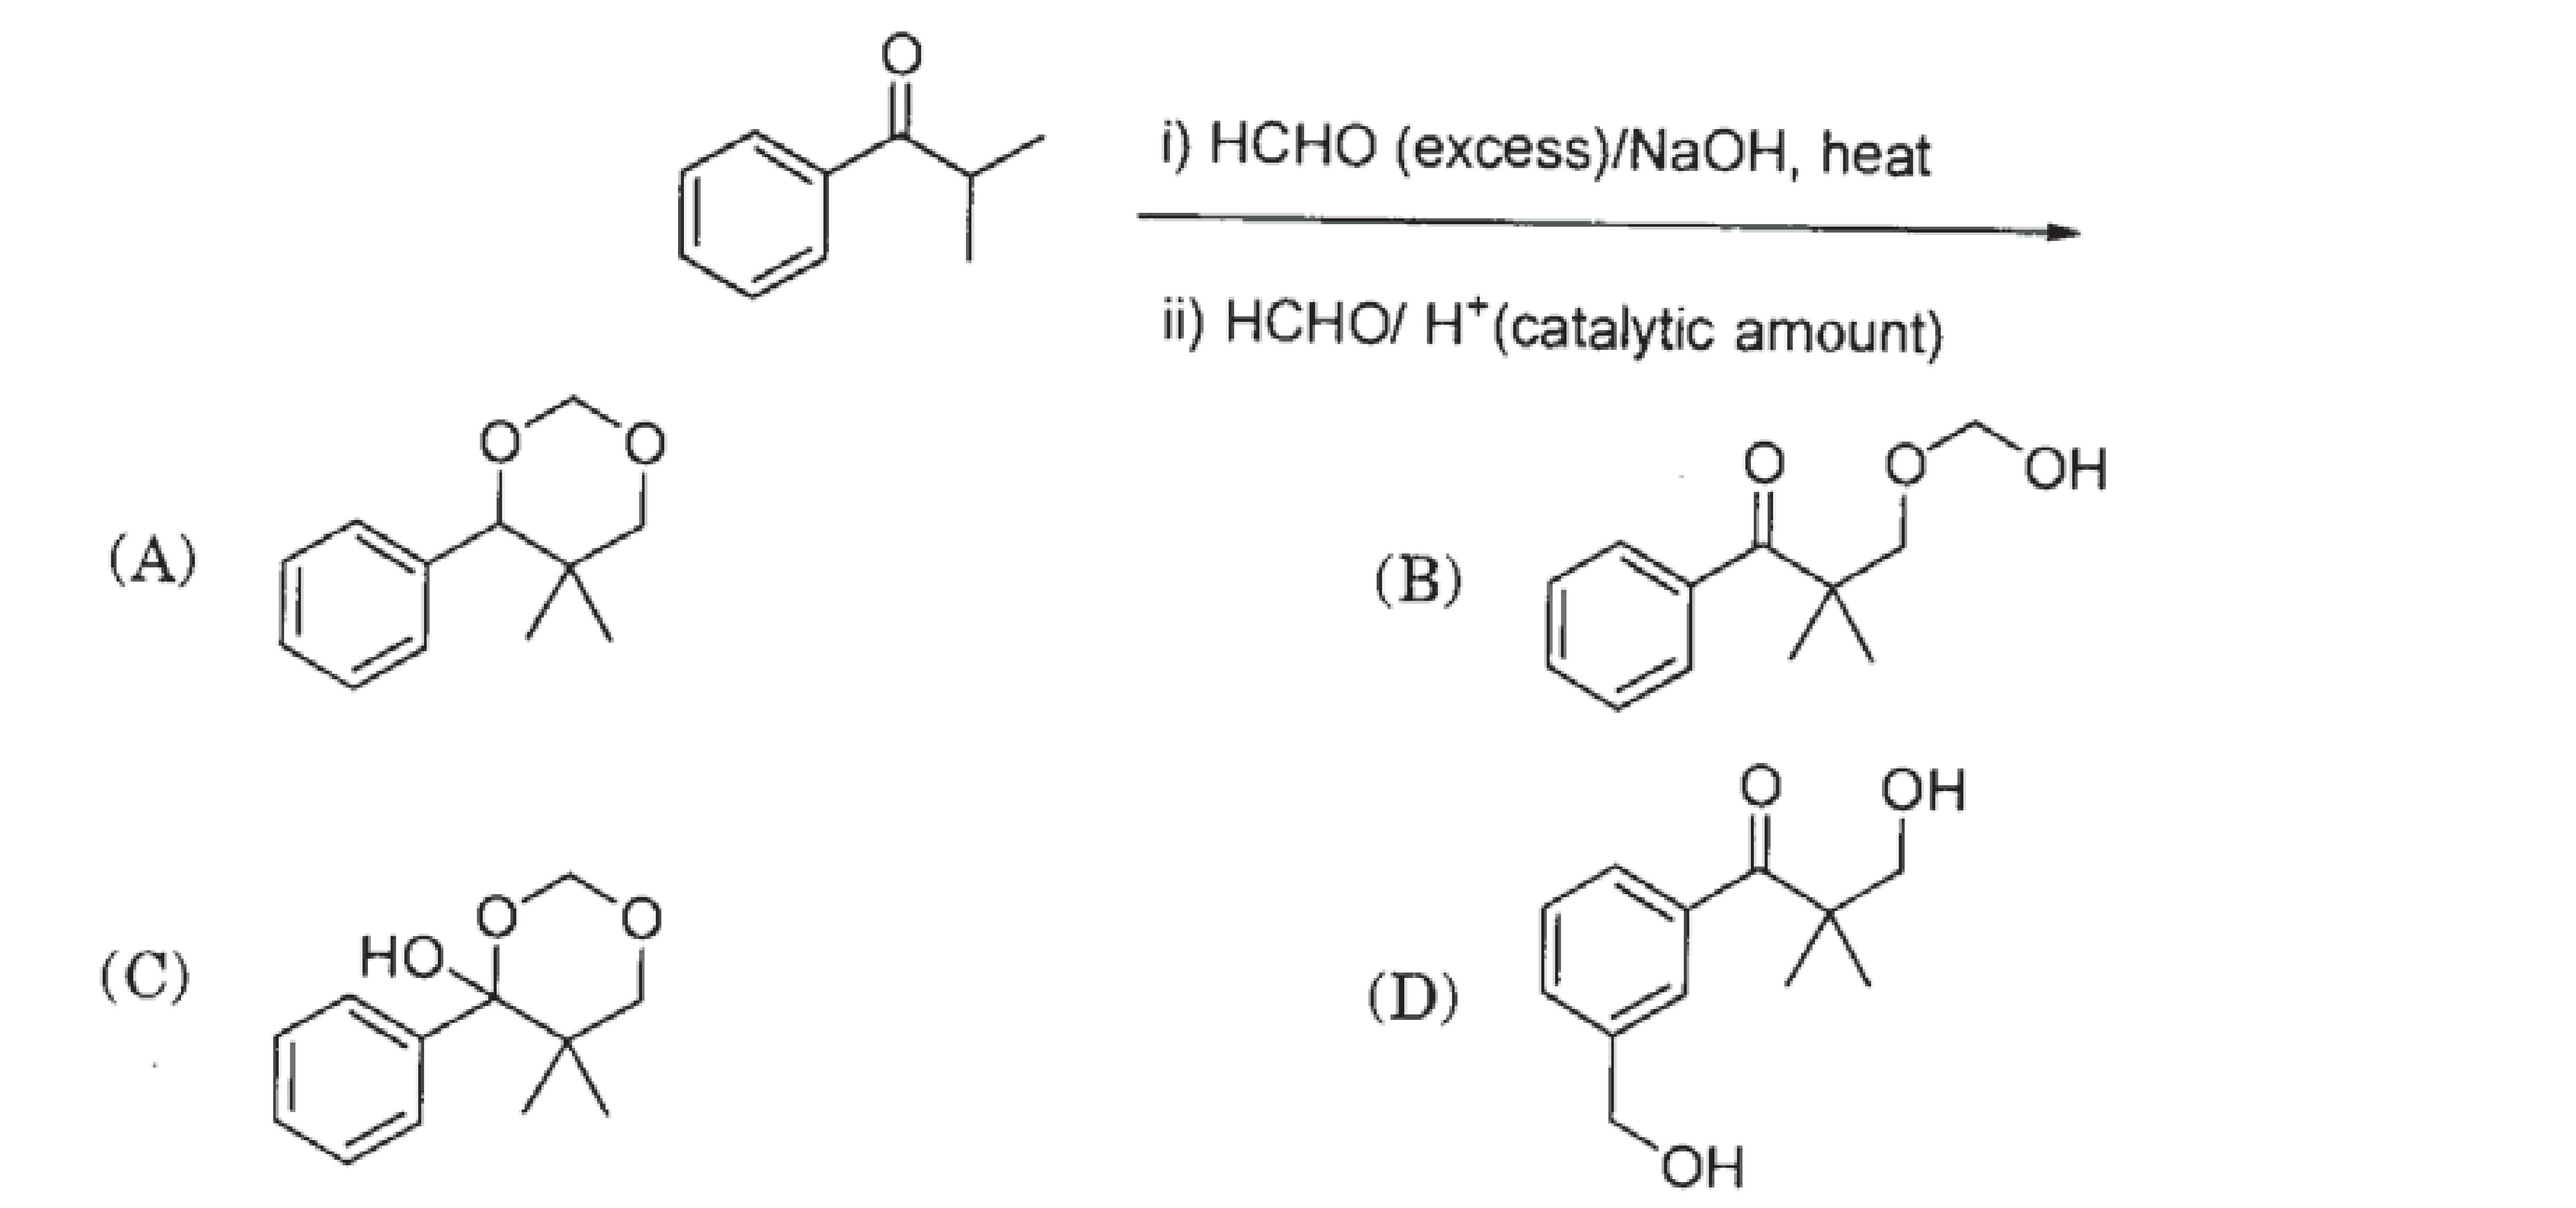 O
i) HCHO (excess)/NaOH, heat
ii) HCHO/ H⁺(catalytic amount)
O O
(A)
O O OH
(B)
O O
HO
(C)
O OH
(D)
OH